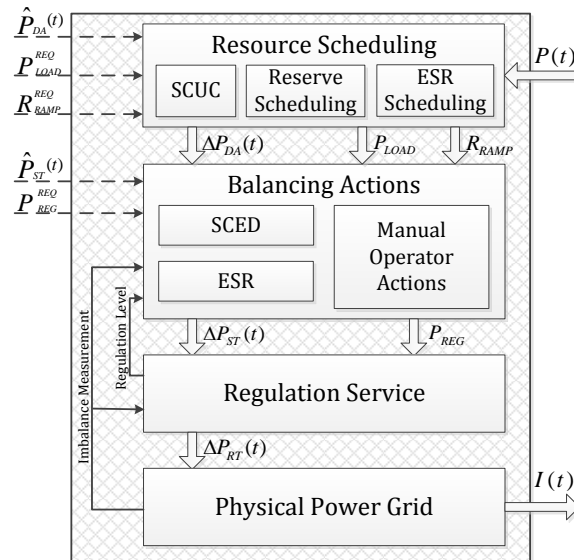 P̂_DA(t)
Resource Scheduling
P(t)
P_LOAD^REQ
SCUC
Reserve Scheduling
ESR Scheduling
R_RAMP^REQ
ΔP_DA(t)
P_LOAD
R_RAMP
P̂_ST(t)
Balancing Actions
P_REG^REQ
SCED
Manual Operator Actions
ESR
Imbalance Measurement
Regulation Level
ΔP_ST(t)
P_REG
Regulation Service
ΔP_RT(t)
I(t)
Physical Power Grid